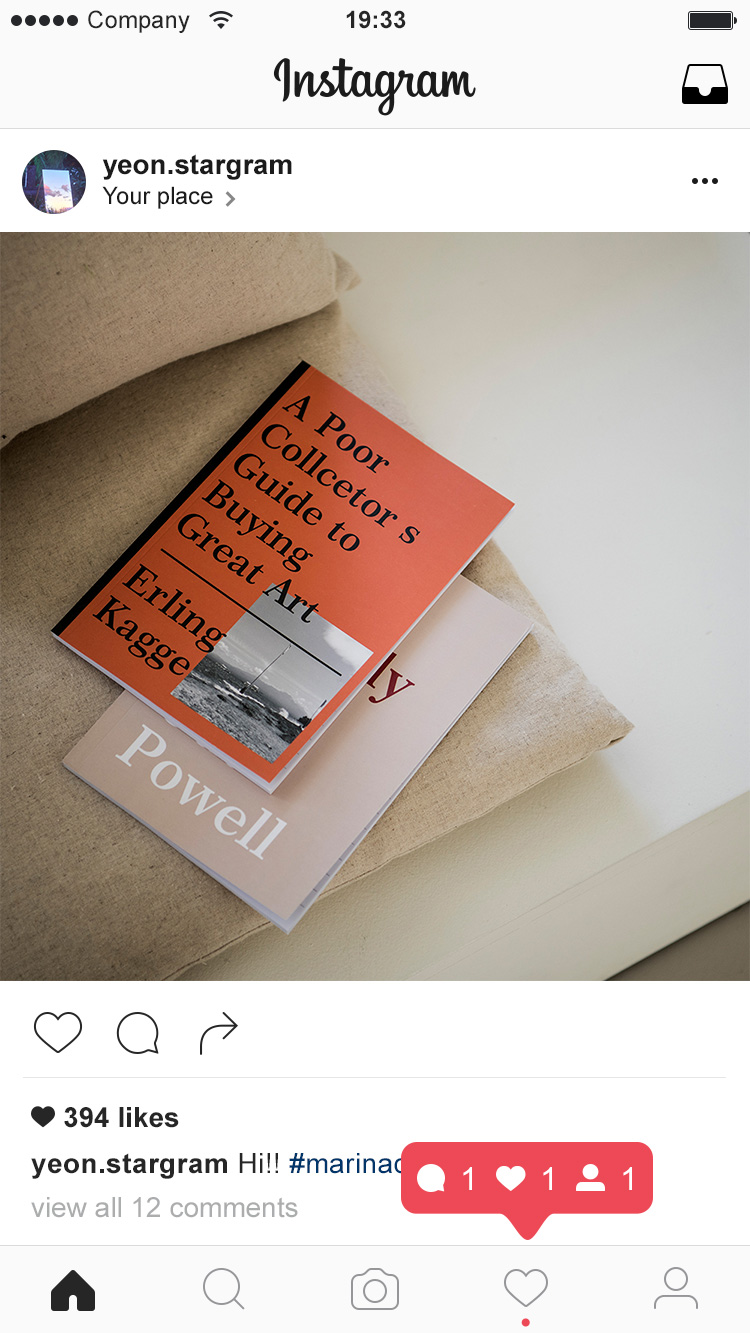 Company
19:33
Instagram
yeon.stargram
Your place
A Poor
Collcetor s
Guide to
Buying
Great Art
Erling
Kagge
ly
Powell
394 likes
yeon.stargram Hi!!
view all 12 comments
1 1 1